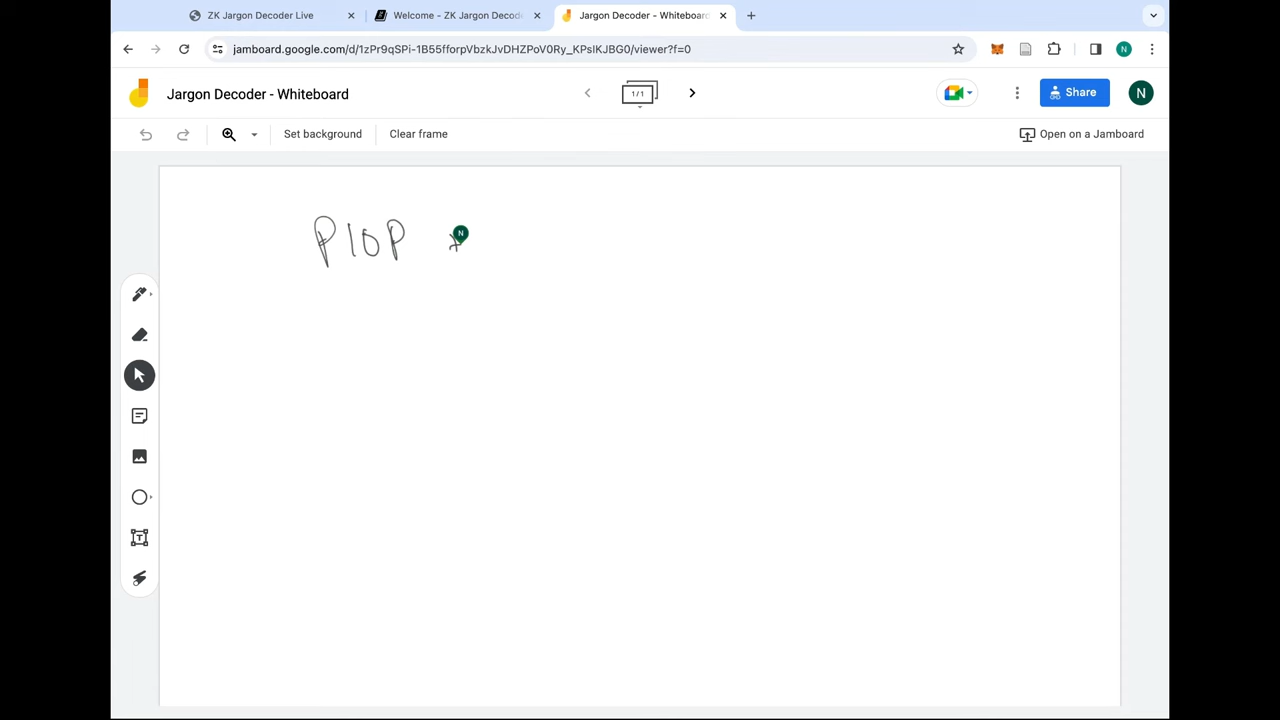 ZK Jargon Decoder Live
Welcome - ZK Jargon Decod
Jargon Decoder - Whiteboard
jamboard.google.com/d/1zPr9qSPi-1B55fforpVbzkJvDHZPoV0Ry_KPsIKJBG0/viewer?f=0
N
Jargon Decoder - Whiteboard
1/1
Share
N
Set background
Clear frame
Open on a Jamboard
PIOP +
N
T